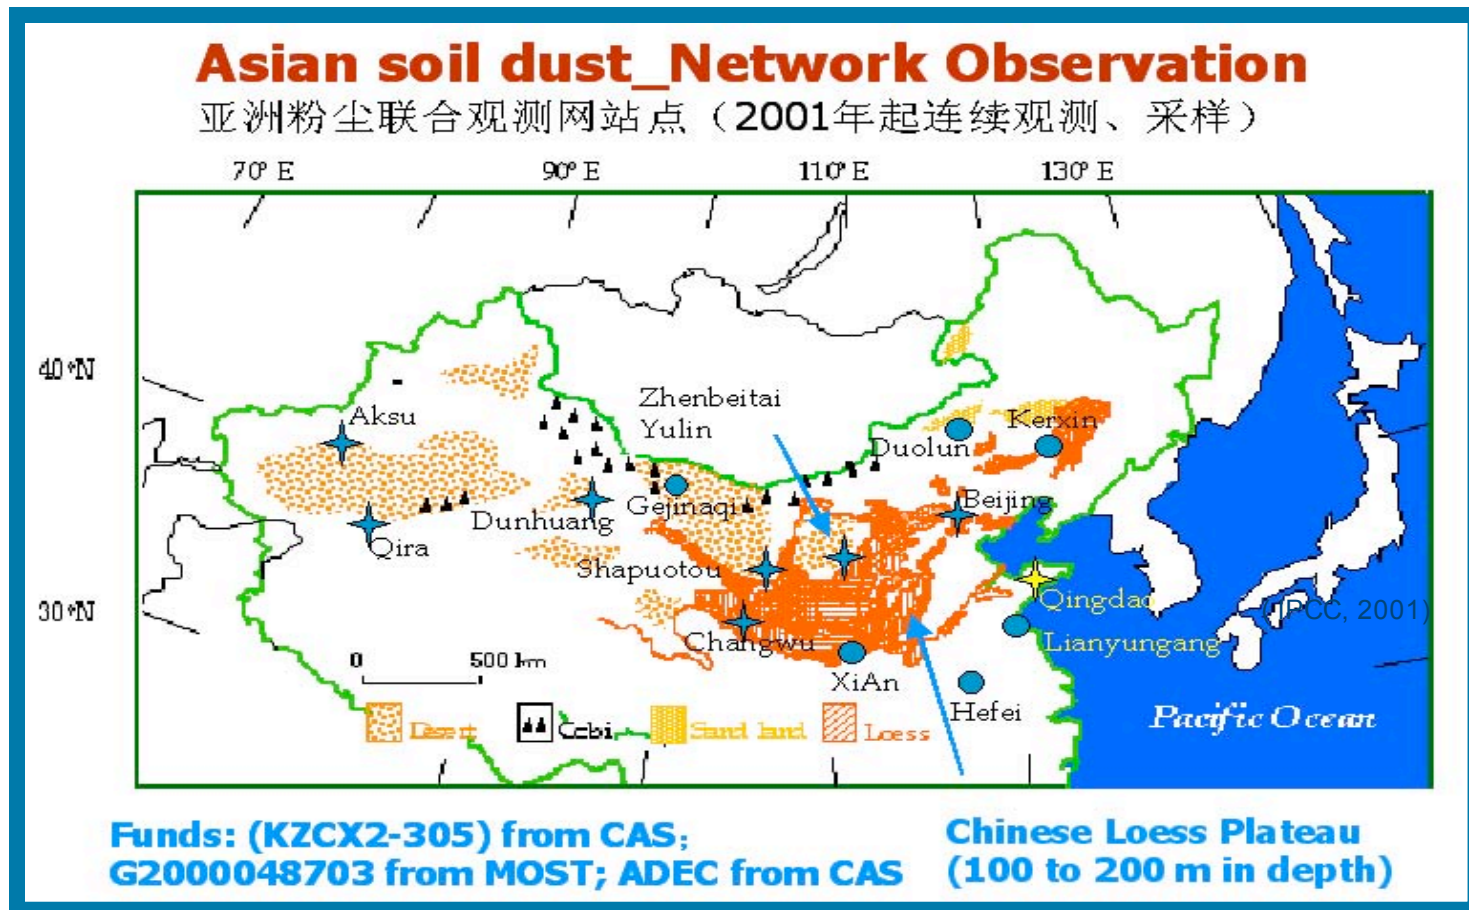 Asian soil dust_Network Observation
亚洲粉尘联合观测网站点（2001年起连续观测、采样）
70° E 90° E 110° E 130° E
40°N
Zhenbeitai
Yulin
Aksu
Kerxin
Duolun
Gejinaqi
Beijing
Dunhuang
Qira
Shapuotou
Qingdao
(IPCC, 2001)
30°N
Changwu
Lianyungang
0 500 km
XiAn
Hefei
Pacific Ocean
Desert Gobi Sand land Loess
Funds: (KZCX2-305) from CAS;
G2000048703 from MOST; ADEC from CAS
Chinese Loess Plateau
(100 to 200 m in depth)